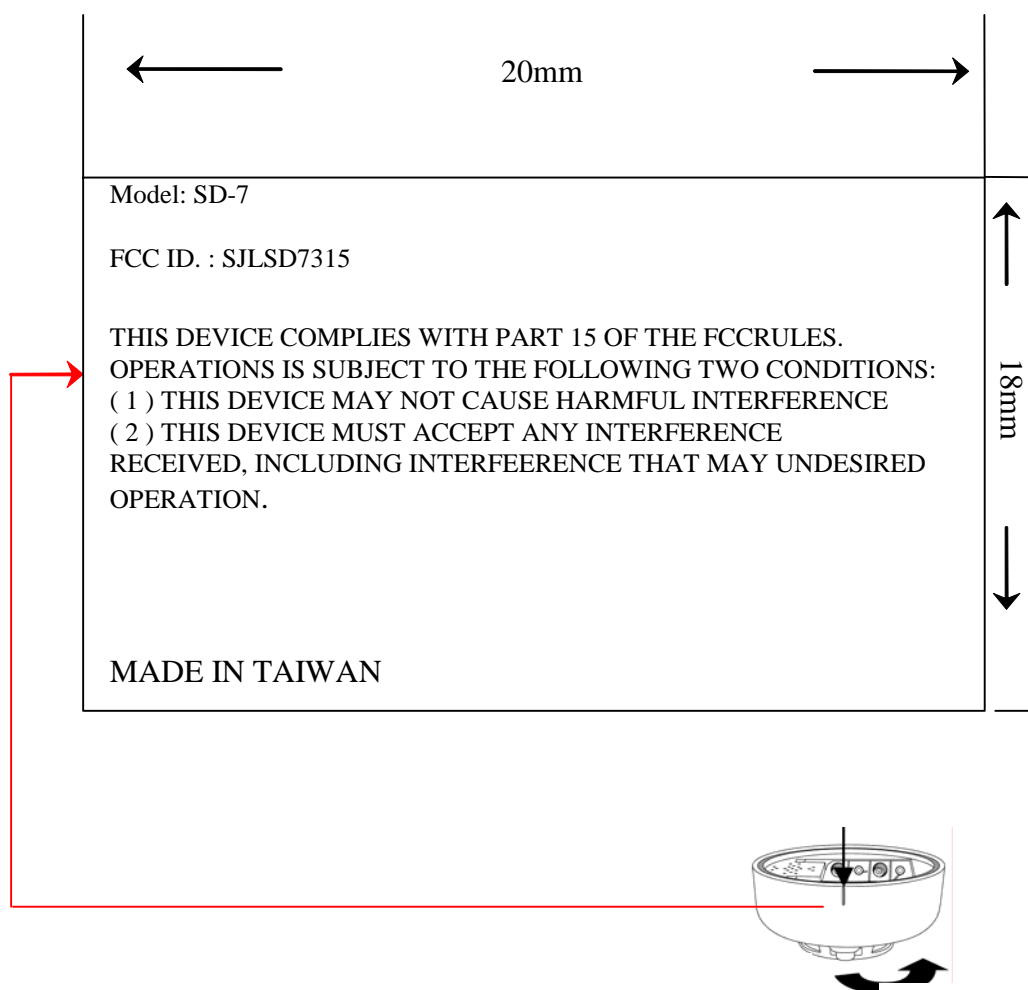 20mm
Model: SD-7
FCC ID. : SJLSD7315
THIS DEVICE COMPLIES WITH PART 15 OF THE FCCRULES.
OPERATIONS IS SUBJECT TO THE FOLLOWING TWO CONDITIONS:
( 1 ) THIS DEVICE MAY NOT CAUSE HARMFUL INTERFERENCE
( 2 ) THIS DEVICE MUST ACCEPT ANY INTERFERENCE
RECEIVED, INCLUDING INTERFEERENCE THAT MAY UNDESIRED
OPERATION.
MADE IN TAIWAN
18mm